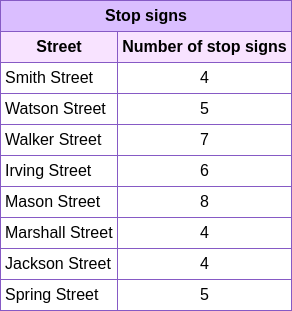 Stop signs
Street Number of stop signs
Smith Street 4
Watson Street 5
Walker Street 7
Irving Street 6
Mason Street 8
Marshall Street 4
Jackson Street 4
Spring Street 5